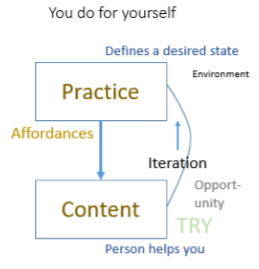 You do for yourself
Defines a desired state
Environment
Practice
Affordances
Iteration
Opport-
unity
Content
TRY
Person helps you